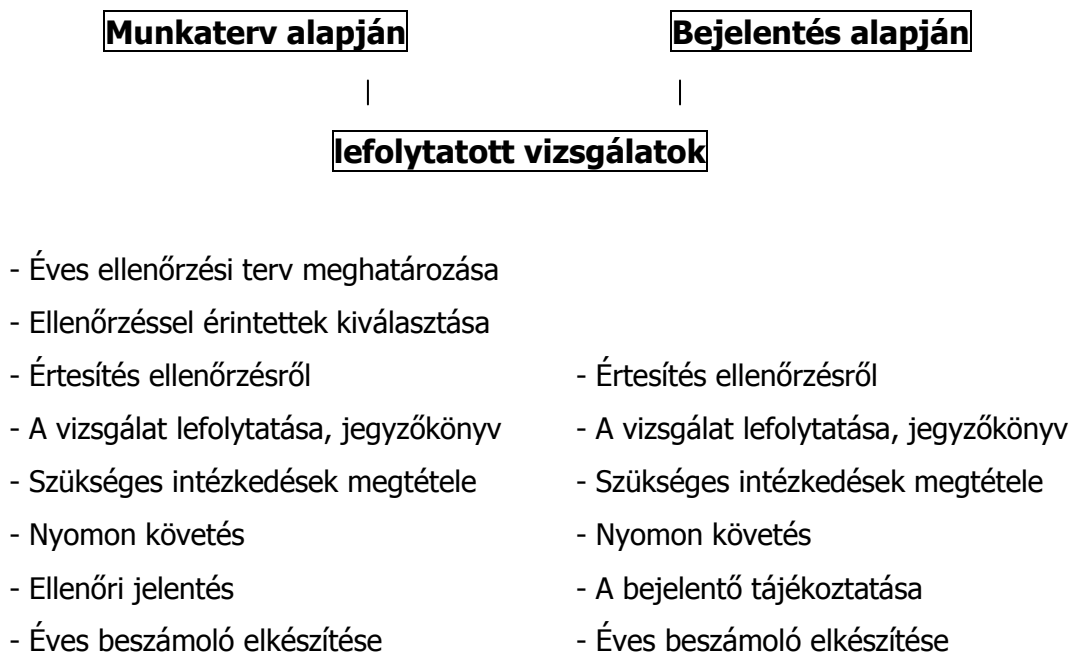 Munkaterv alapján
Bejelentés alapján
lefolytatott vizsgálatok
- Éves ellenőrzési terv meghatározása
- Ellenőrzéssel érintettek kiválasztása
- Értesítés ellenőrzésről
- A vizsgálat lefolytatása, jegyzőkönyv
- Szükséges intézkedések megtétele
- Nyomon követés
- Ellenőri jelentés
- Éves beszámoló elkészítése
- Értesítés ellenőrzésről
- A vizsgálat lefolytatása, jegyzőkönyv
- Szükséges intézkedések megtétele
- Nyomon követés
- A bejelentő tájékoztatása
- Éves beszámoló elkészítése